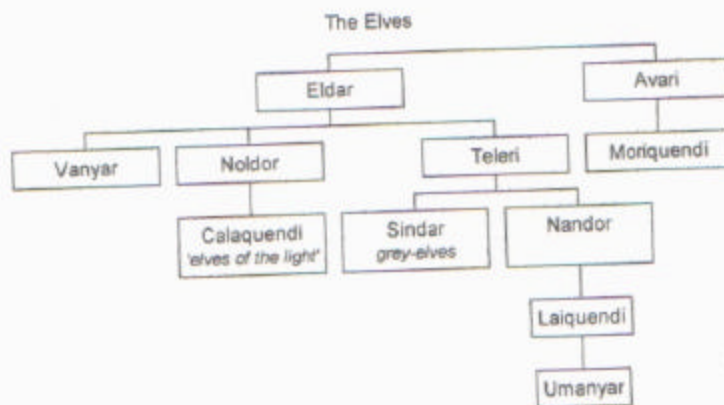 The Elves
Eldar
Avari
Vanyar
Noldor
Teleri
Moriquendi
Calaquendi
'elves of the light'
Sindar
grey-elves
Nandor
Laiquendi
Umanyar